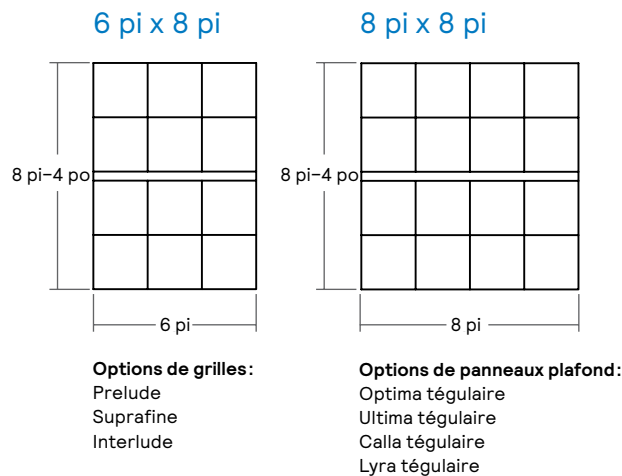 6 pi x 8 pi
8 pi x 8 pi
8 pi–4 po
8 pi–4 po
6 pi
8 pi
Options de grilles:
Prelude
Suprafine
Interlude
Options de panneaux plafond:
Optima tégulaire
Ultima tégulaire
Calla tégulaire
Lyra tégulaire